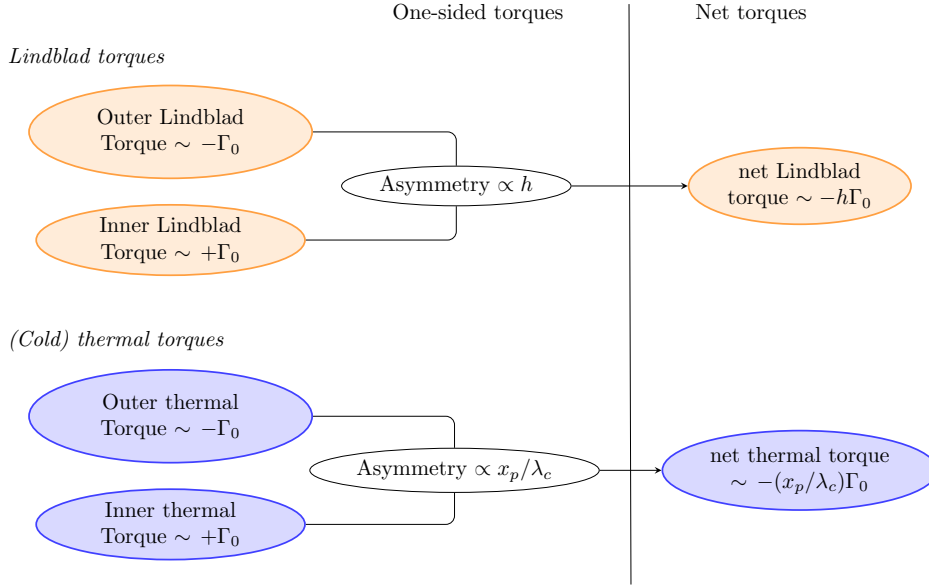 One-sided torques
Net torques
Lindblad torques
Outer Lindblad
Torque ∼ −Γ₀
Asymmetry ∝ h
net Lindblad
torque ∼ −hΓ₀
Inner Lindblad
Torque ∼ +Γ₀
(Cold) thermal torques
Outer thermal
Torque ∼ −Γ₀
Asymmetry ∝ xₚ/λ_c
net thermal torque
∼ −(xₚ/λ_c)Γ₀
Inner thermal
Torque ∼ +Γ₀